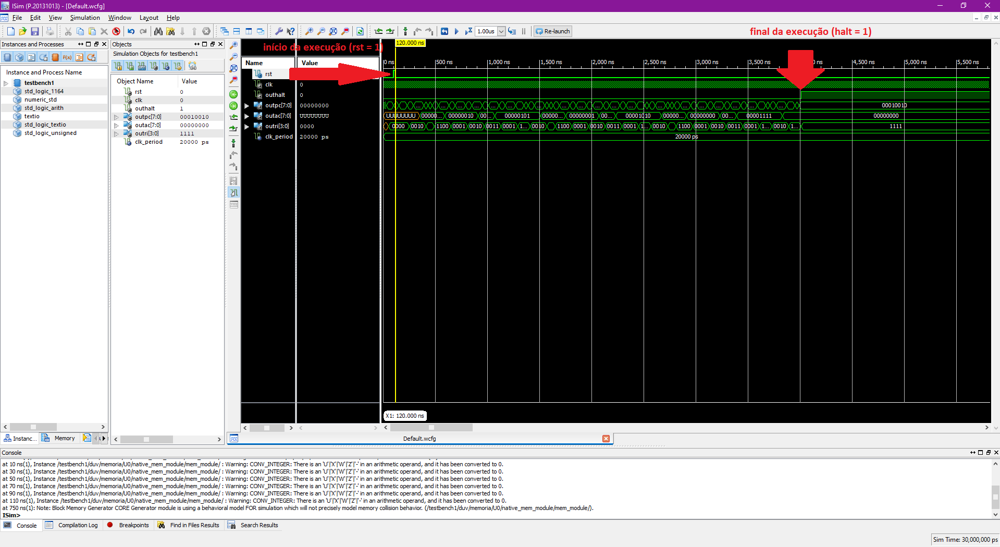 ISim (P.20131013) - [Default.wcfg]
File Edit View Simulation Window Layout Help
1.00us
Re-launch
final da execução (halt = 1)
Instances and Processes
Instance and Process Name
testbench1
std_logic_1164
numeric_std
std_logic_arith
textio
std_logic_textio
std_logic_unsigned
Instanc...
Memory
Objects
Simulation Objects for testbench1
Object Name Value
rst 0
clk 0
outhalt 1
outpc[7:0] 00010010
outac[7:0] 00000000
outri[3:0] 1111
clk_period 20000 ps
início da execução (rst = 1)
120.000 ns
Name Value
rst
clk 0
outhalt 0
outpc[7:0] 00000000
outac[7:0] UUUUUUUU
outri[3:0] 0000
clk_period 20000 ps
0 ns 500 ns 1,000 ns 1,500 ns 2,000 ns 2,500 ns 3,000 ns 3,500 ns 0 ns 4,500 ns 5,000 ns 5,500 ns
00010010
UUUUUUUU 00000... 00000010 00... 00000101 00000... 00000001 00... 00001010 00000... 00000000 00... 00001111 00000000
0000 0010 1100 0001 0010 0011 0001 1... 0010 1100 0001 0010 0011 0001 1... 0010 1100 0001 0010 0011 0001 1... 0010 1... 1111
20000 ps
X1: 120.000 ns
Default.wcfg
Console
at 10 ns(1), Instance /testbench1/duv/memoria/U0/native_mem_module/mem_module/ : Warning: CONV_INTEGER: There is an 'U'|'X'|'W'|'Z'|'-' in an arithmetic operand, and it has been converted to 0.
at 30 ns(1), Instance /testbench1/duv/memoria/U0/native_mem_module/mem_module/ : Warning: CONV_INTEGER: There is an 'U'|'X'|'W'|'Z'|'-' in an arithmetic operand, and it has been converted to 0.
at 50 ns(1), Instance /testbench1/duv/memoria/U0/native_mem_module/mem_module/ : Warning: CONV_INTEGER: There is an 'U'|'X'|'W'|'Z'|'-' in an arithmetic operand, and it has been converted to 0.
at 70 ns(1), Instance /testbench1/duv/memoria/U0/native_mem_module/mem_module/ : Warning: CONV_INTEGER: There is an 'U'|'X'|'W'|'Z'|'-' in an arithmetic operand, and it has been converted to 0.
at 90 ns(1), Instance /testbench1/duv/memoria/U0/native_mem_module/mem_module/ : Warning: CONV_INTEGER: There is an 'U'|'X'|'W'|'Z'|'-' in an arithmetic operand, and it has been converted to 0.
at 110 ns(1), Instance /testbench1/duv/memoria/U0/native_mem_module/mem_module/ : Warning: CONV_INTEGER: There is an 'U'|'X'|'W'|'Z'|'-' in an arithmetic operand, and it has been converted to 0.
at 750 ns(1): Note: Block Memory Generator CORE Generator module is using a behavioral model FOR simulation which will not precisely model memory collision behavior. (/testbench1/duv/memoria/U0/native_mem_module/mem_module/).
ISim>
Console Compilation Log Breakpoints Find in Files Results Search Results
Sim Time: 30,000,000 ps